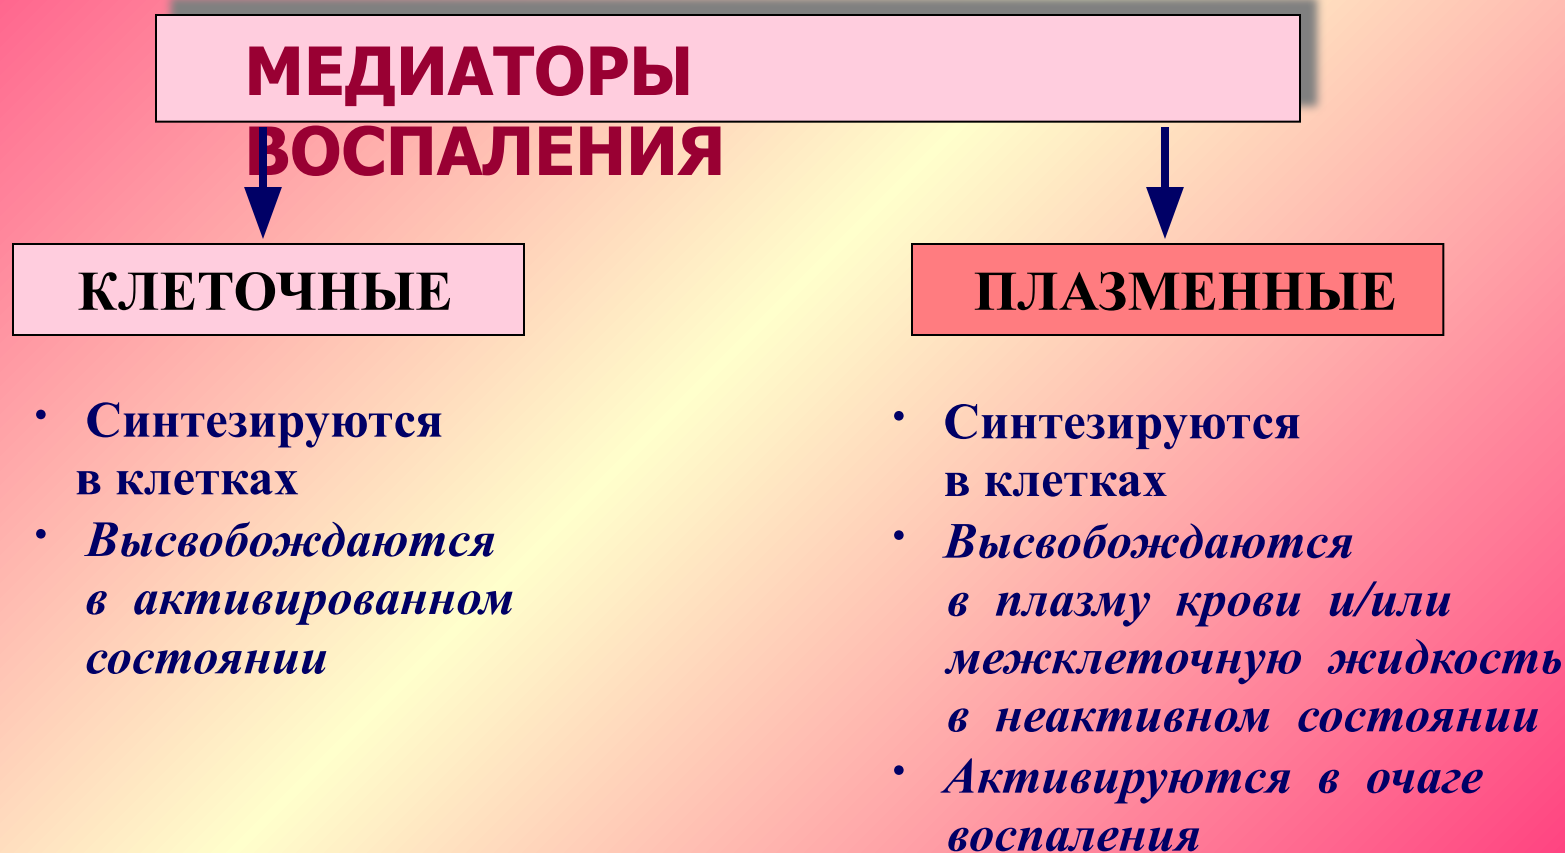 МЕДИАТОРЫ
ВОСПАЛЕНИЯ
КЛЕТОЧНЫЕ
• Синтезируются
в клетках
• Высвобождаются
в активированном
состоянии
ПЛАЗМЕННЫЕ
• Синтезируются
в клетках
• Высвобождаются
в плазму крови и/или
межклеточную жидкость
в неактивном состоянии
• Активируются в очаге
воспаления